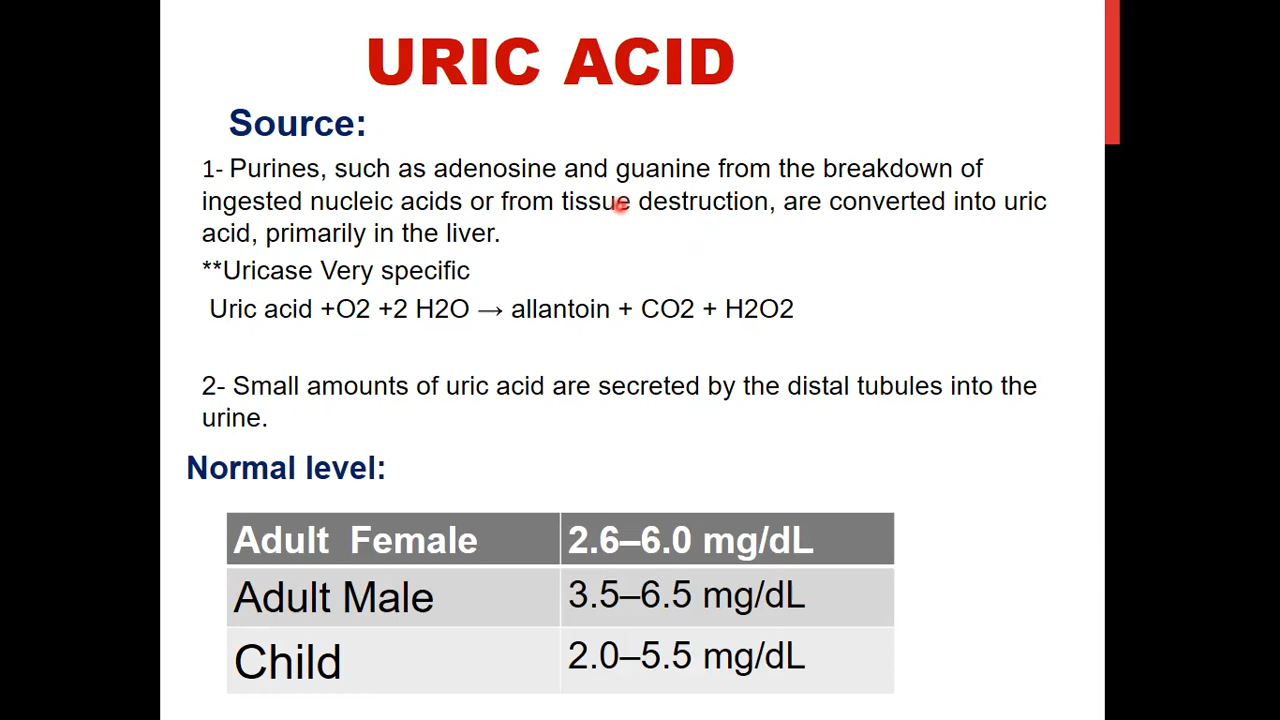 URIC ACID
Source:
1- Purines, such as adenosine and guanine from the breakdown of
ingested nucleic acids or from tissue destruction, are converted into uric
acid, primarily in the liver.
**Uricase Very specific
Uric acid +O2 +2 H2O → allantoin + CO2 + H2O2
2- Small amounts of uric acid are secreted by the distal tubules into the
urine.
Normal level:
Adult Female 2.6–6.0 mg/dL
Adult Male 3.5–6.5 mg/dL
Child 2.0–5.5 mg/dL